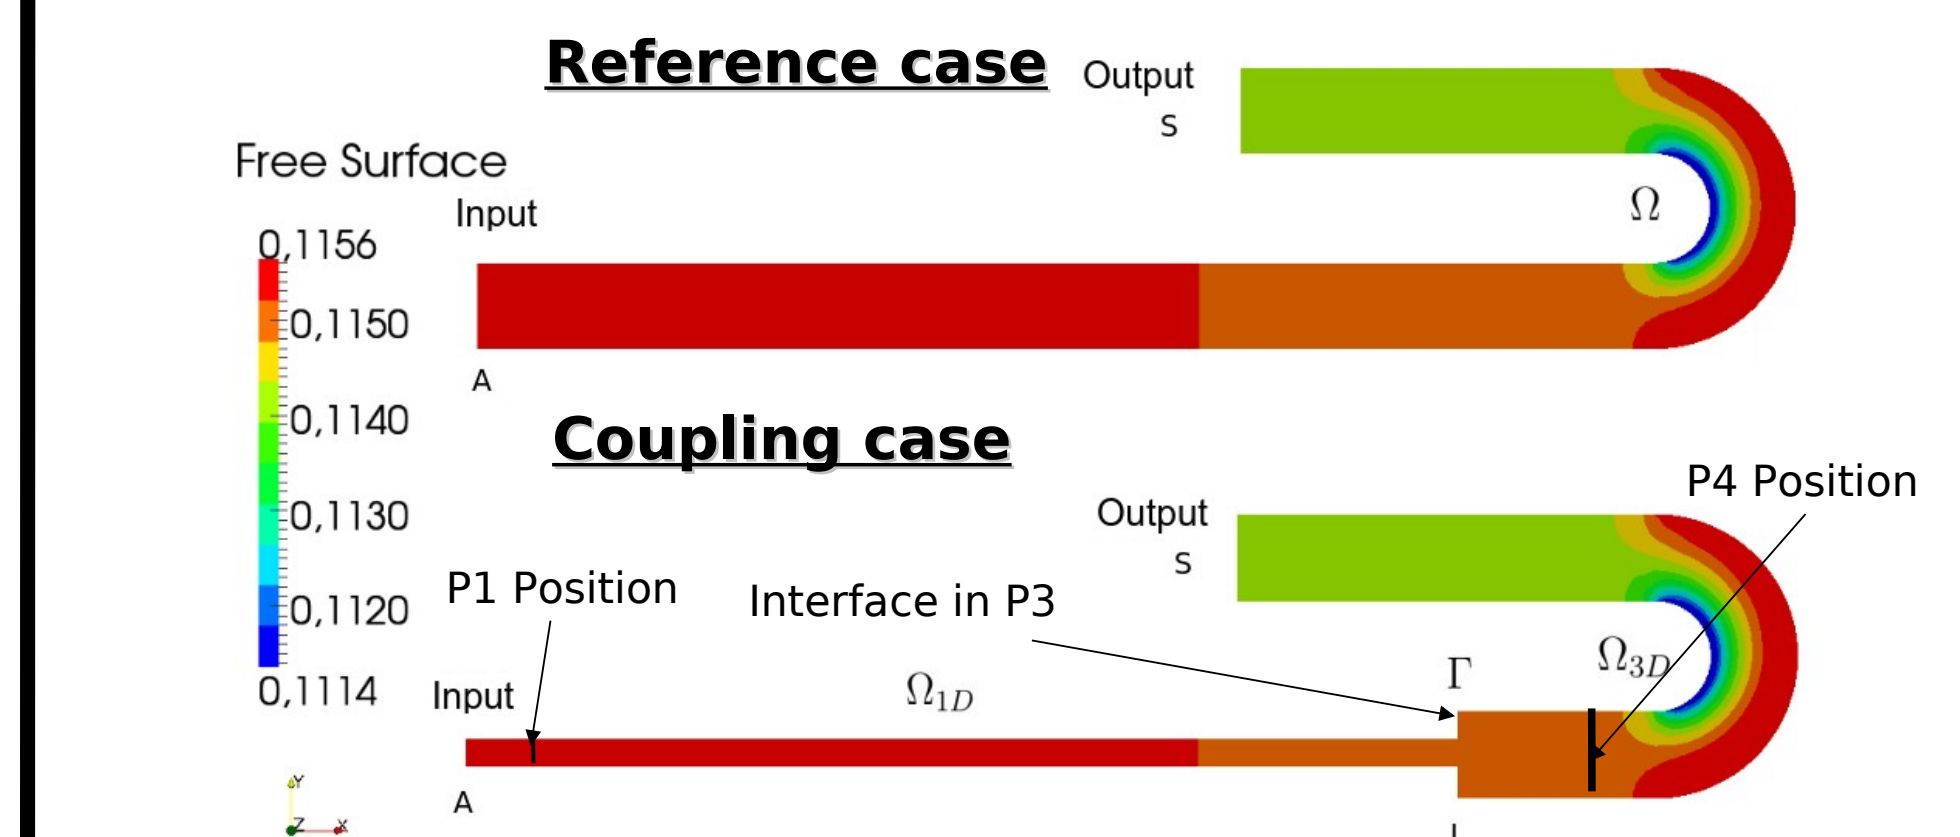 Reference case
Output
S
Free Surface
Input
0,1156
0,1150
0,1140
0,1130
0,1120
0,1114
Ω
A
Coupling case
P4 Position
Output
S
P1 Position
Interface in P3
Γ
Ω3D
Input
Ω1D
A
Y
Z
X